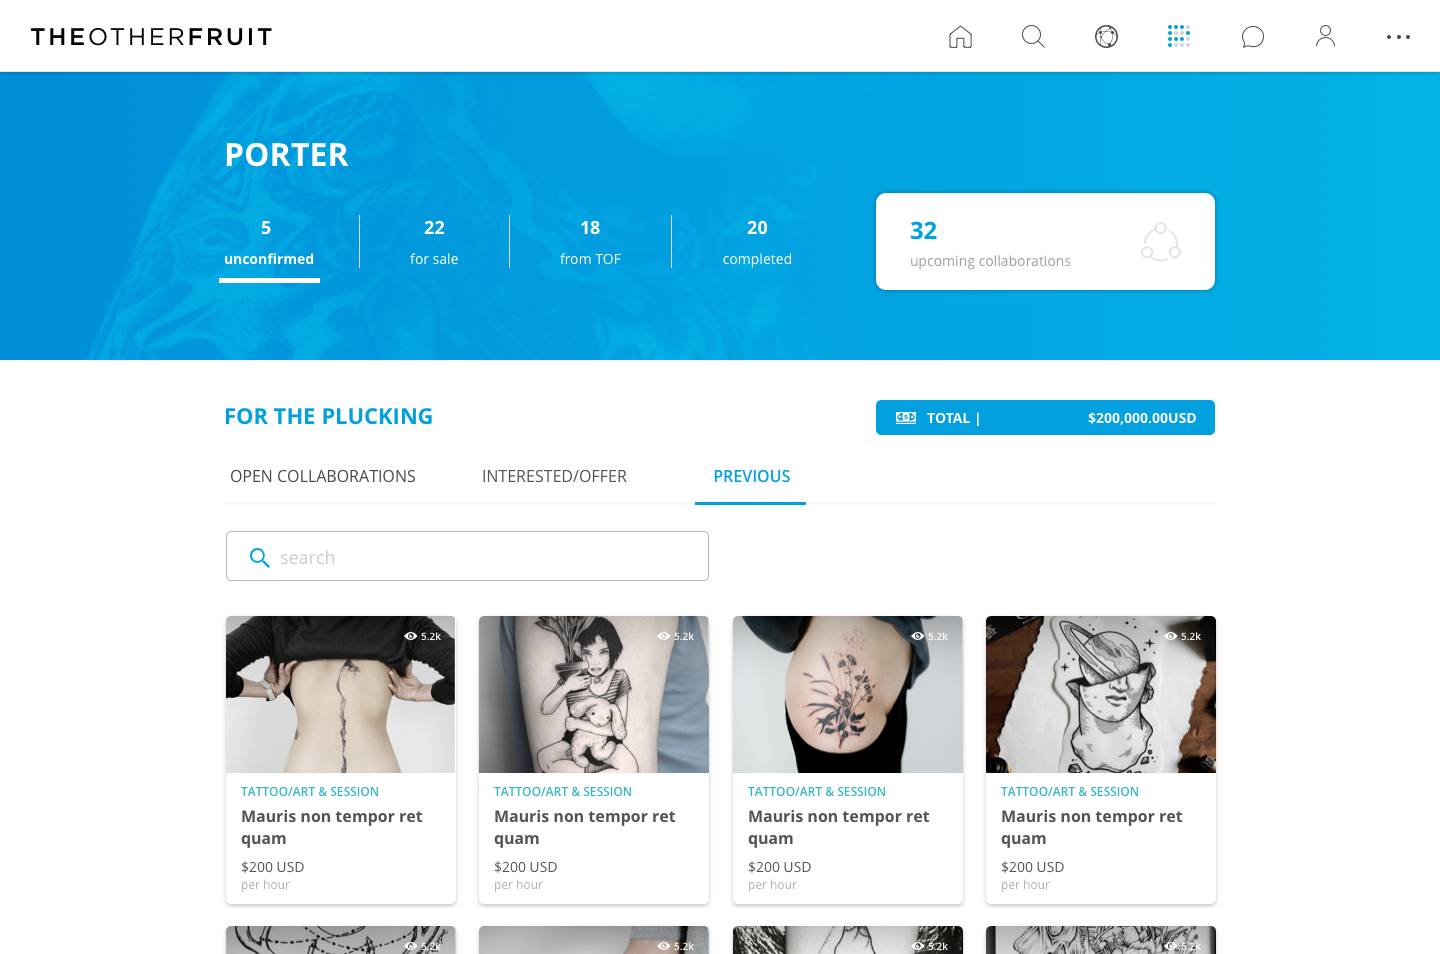 THEOTHERFRUIT
PORTER
5
unconfirmed
22
for sale
18
from TOF
20
completed
32
upcoming collaborations
FOR THE PLUCKING
TOTAL |
$200,000.00USD
OPEN COLLABORATIONS
INTERESTED/OFFER
PREVIOUS
search
5.2k
5.2k
5.2k
5.2k
TATTOO/ART & SESSION
Mauris non tempor ret
quam
$200 USD
per hour
TATTOO/ART & SESSION
Mauris non tempor ret
quam
$200 USD
per hour
TATTOO/ART & SESSION
Mauris non tempor ret
quam
$200 USD
per hour
TATTOO/ART & SESSION
Mauris non tempor ret
quam
$200 USD
per hour
5.2k
5.2k
5.2k
5.2k